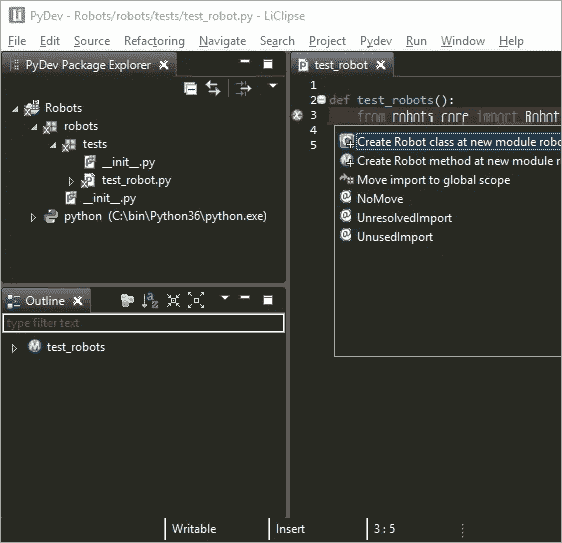 PyDev - Robots/robots/tests/test_robot.py - LiClipse
File Edit Source Refactoring Navigate Search Project Pydev Run Window Help
PyDev Package Explorer
Robots
robots
tests
__init__.py
test_robot.py
__init__.py
python (C:\bin\Python36\python.exe)
Outline
type filter text
test_robots
test_robot
1
2 def test_robots():
3 from robots.core import Robot
4
5
Create Robot class at new module robo
Create Robot method at new module r
Move import to global scope
NoMove
UnresolvedImport
UnusedImport
Writable Insert 3 : 5